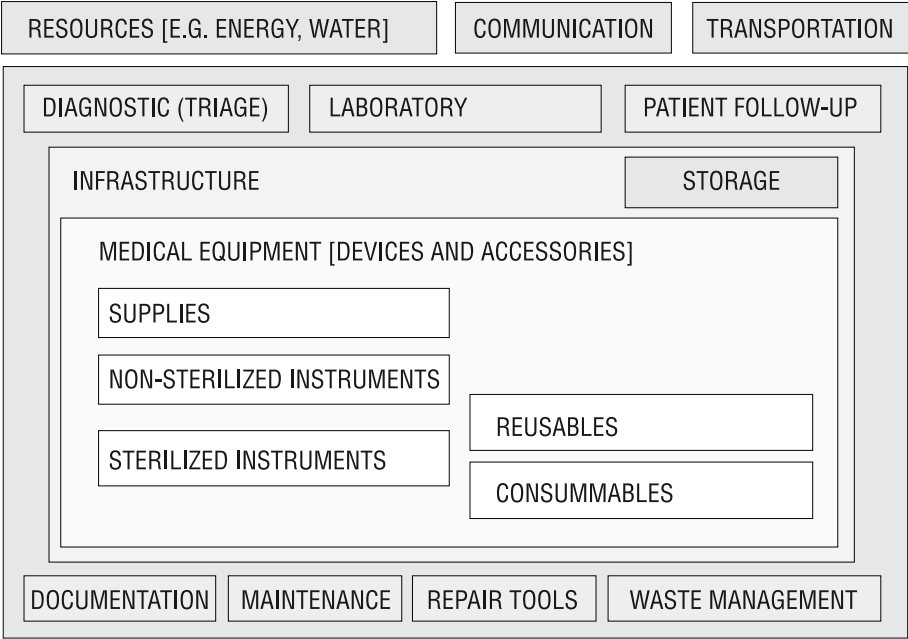 RESOURCES [E.G. ENERGY, WATER]
COMMUNICATION
TRANSPORTATION
DIAGNOSTIC (TRIAGE)
LABORATORY
PATIENT FOLLOW-UP
INFRASTRUCTURE
STORAGE
MEDICAL EQUIPMENT [DEVICES AND ACCESSORIES]
SUPPLIES
NON-STERILIZED INSTRUMENTS
REUSABLES
STERILIZED INSTRUMENTS
CONSUMMABLES
DOCUMENTATION
MAINTENANCE
REPAIR TOOLS
WASTE MANAGEMENT